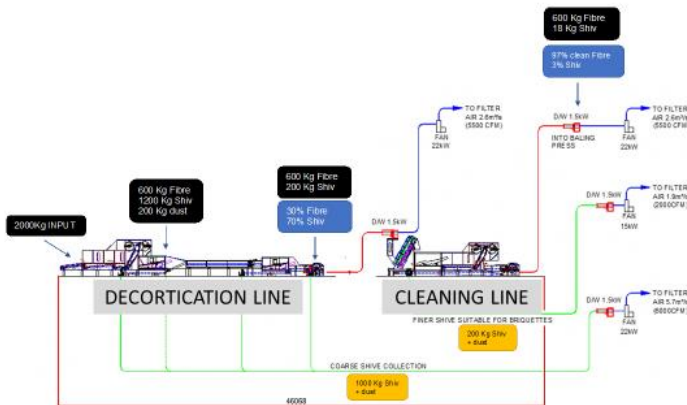 600 Kg Fibre
18 Kg Shiv
97% clean Fibre
3% Shiv
TO FILTER
AIR 2.6m³/s
(5500 CFM)
FAN
22kW
D/W 1.5kW
INTO BALING
PRESS
TO FILTER
AIR 2.6m³/s
(5500 CFM)
FAN
22kW
600 Kg Fibre
1200 Kg Shiv
200 Kg dust
600 Kg Fibre
200 Kg Shiv
30% Fibre
70% Shiv
2000Kg INPUT
D/W 1.5kW
D/W 1.5kW
TO FILTER
AIR 1.9m³/s
FAN
15kW
DECORTICATION LINE
CLEANING LINE
FINER SHIVE SUITABLE FOR BRIQUETTES
200 Kg Shiv
+ dust
D/W 1.5kW
TO FILTER
AIR 5.7m³/s
FAN
22kW
COARSE SHIVE COLLECTION
1000 Kg Shiv
+ dust
46068